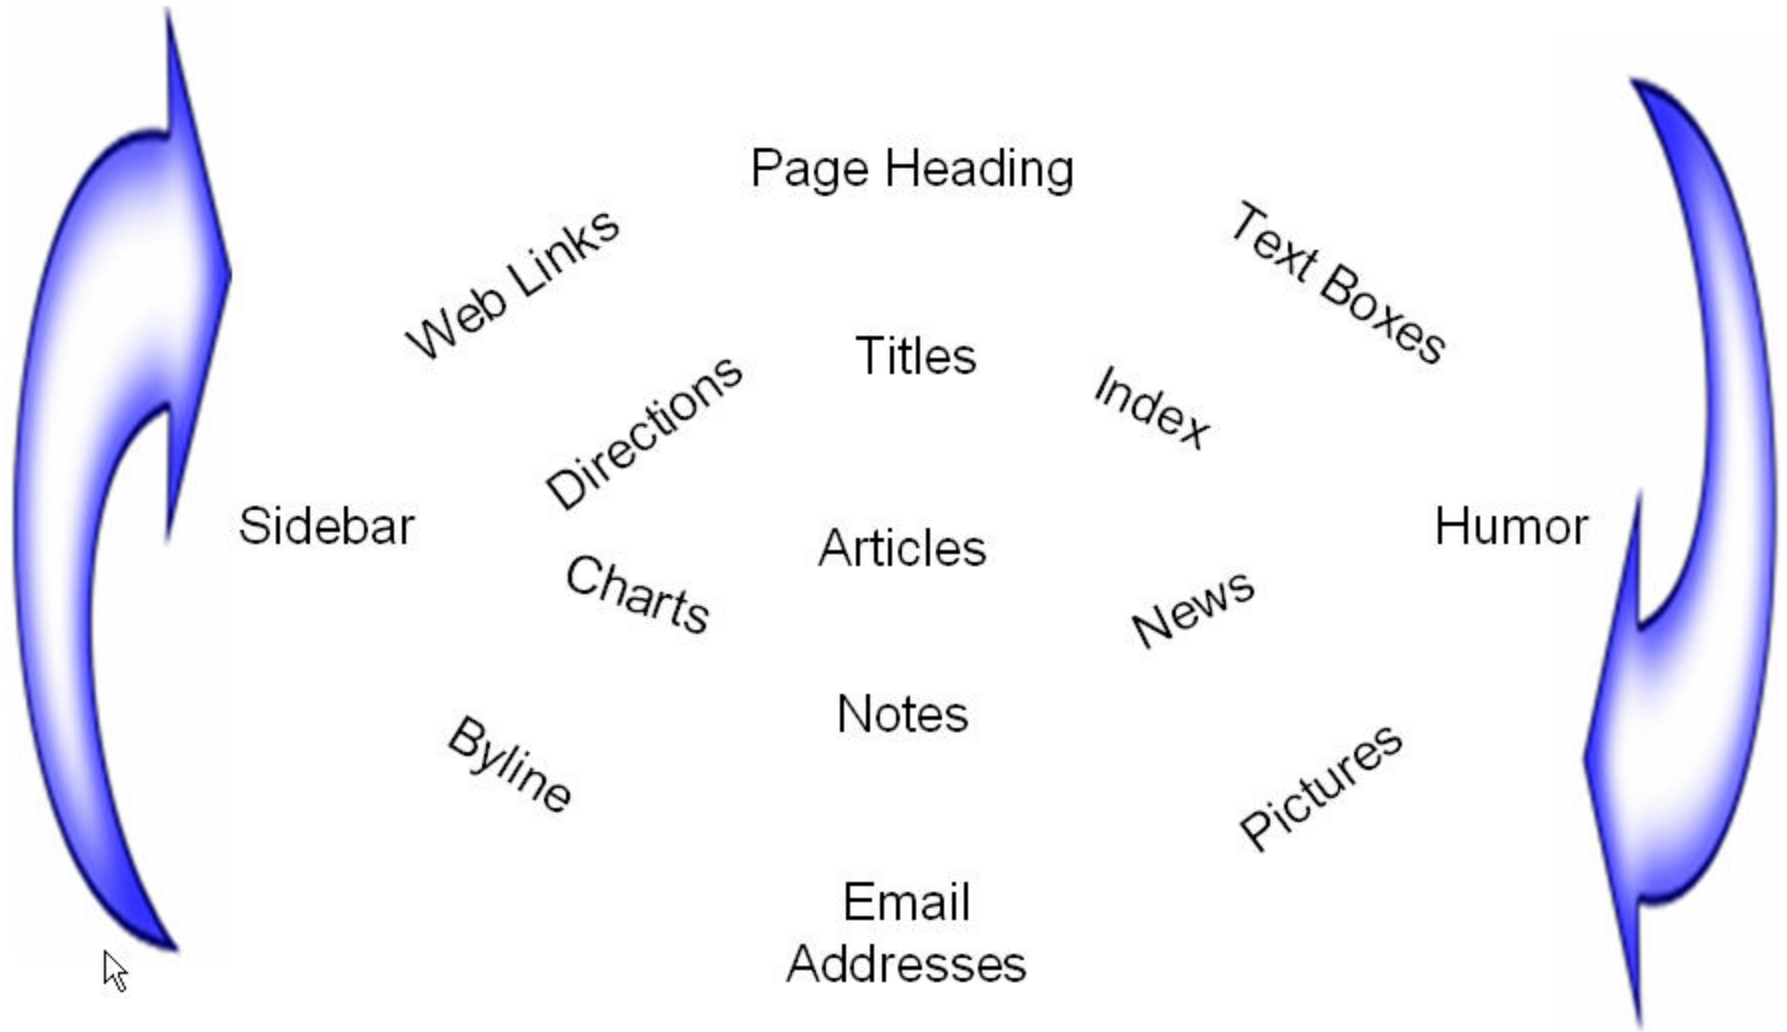 Page Heading
Web Links
Text Boxes
Titles
Directions
Index
Sidebar
Articles
Humor
Charts
News
Notes
Byline
Pictures
Email
Addresses